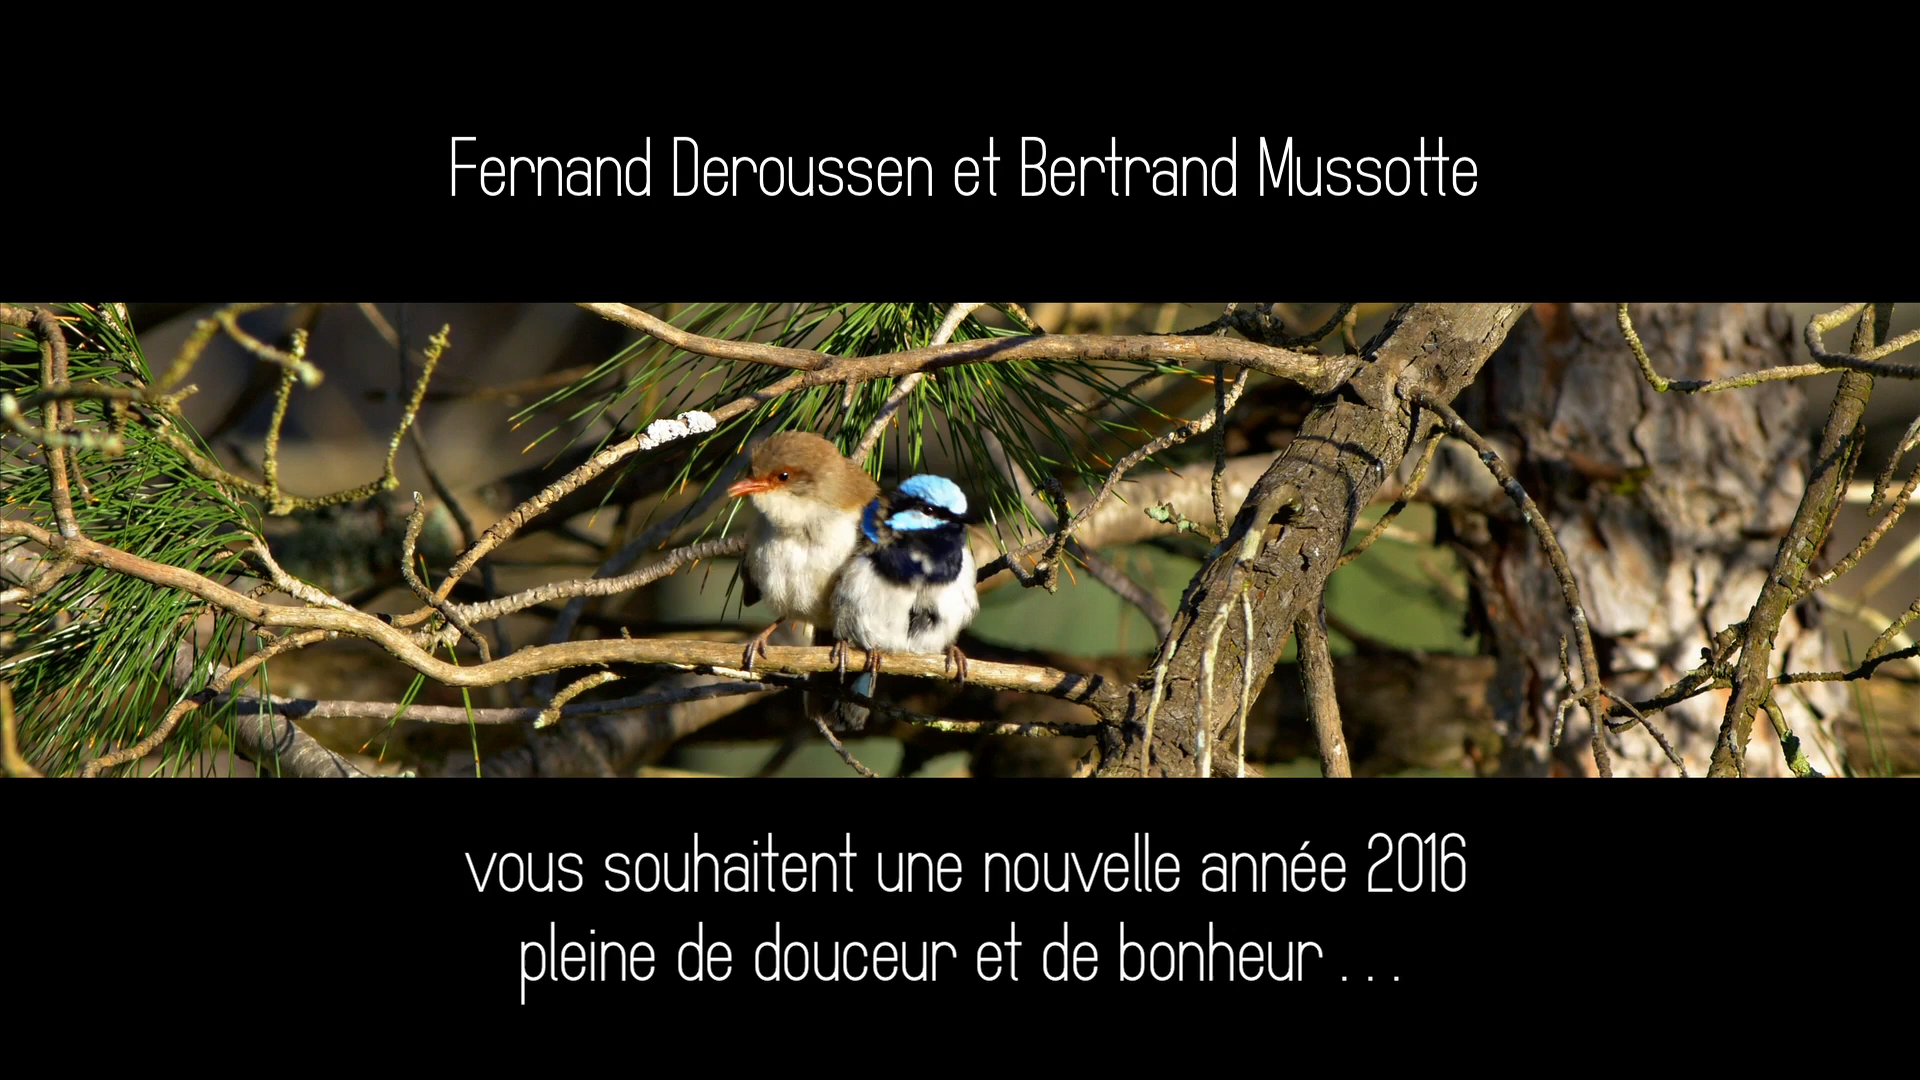 Fernand Deroussen et Bertrand Mussotte
vous souhaitent une nouvelle année 2016
pleine de douceur et de bonheur . . .